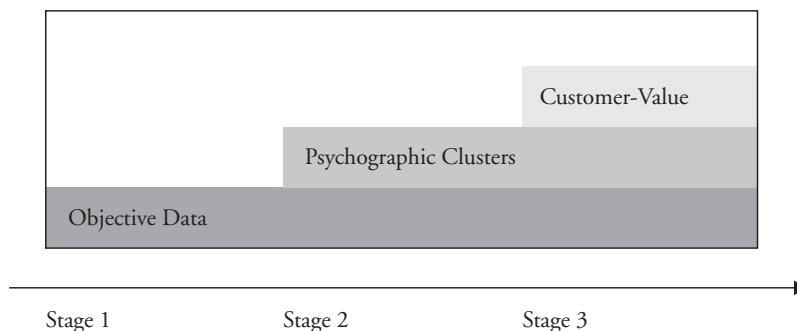 Customer-Value
Psychographic Clusters
Objective Data
Stage 1 Stage 2 Stage 3